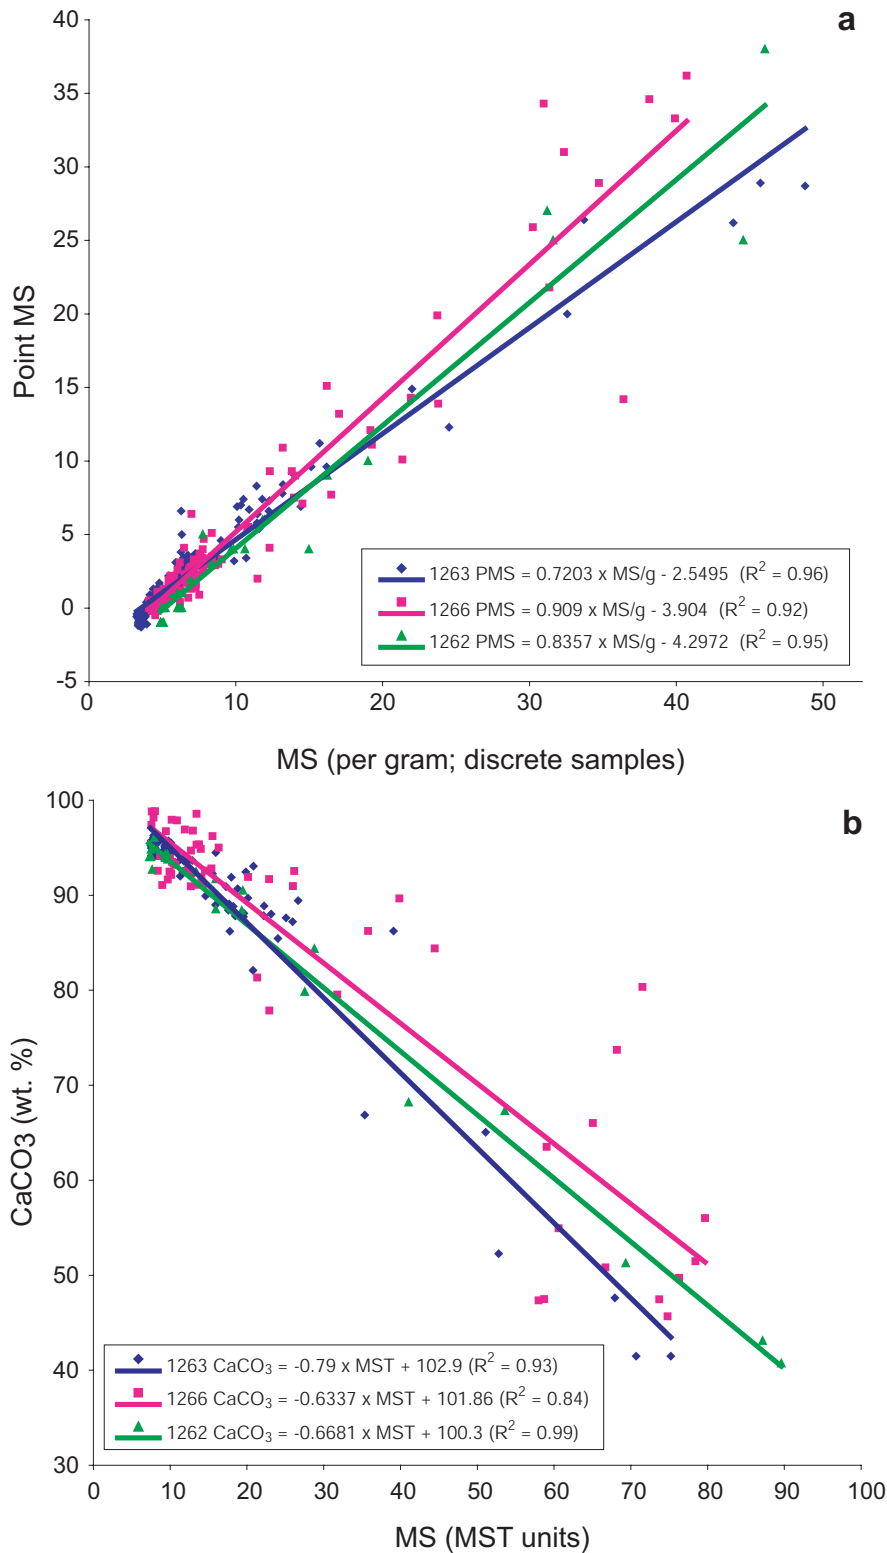 a
40
35
30
25
20
15
10
5
0
-5
Point MS
1263 PMS = 0.7203 x MS/g - 2.5495 (R² = 0.96)
1266 PMS = 0.909 x MS/g - 3.904 (R² = 0.92)
1262 PMS = 0.8357 x MS/g - 4.2972 (R² = 0.95)
0 10 20 30 40 50
MS (per gram; discrete samples)
b
100
90
80
70
60
50
40
30
CaCO3 (wt. %)
1263 CaCO₃ = -0.79 x MST + 102.9 (R² = 0.93)
1266 CaCO₃ = -0.6337 x MST + 101.86 (R² = 0.84)
1262 CaCO₃ = -0.6681 x MST + 100.3 (R² = 0.99)
0 10 20 30 40 50 60 70 80 90 100
MS (MST units)